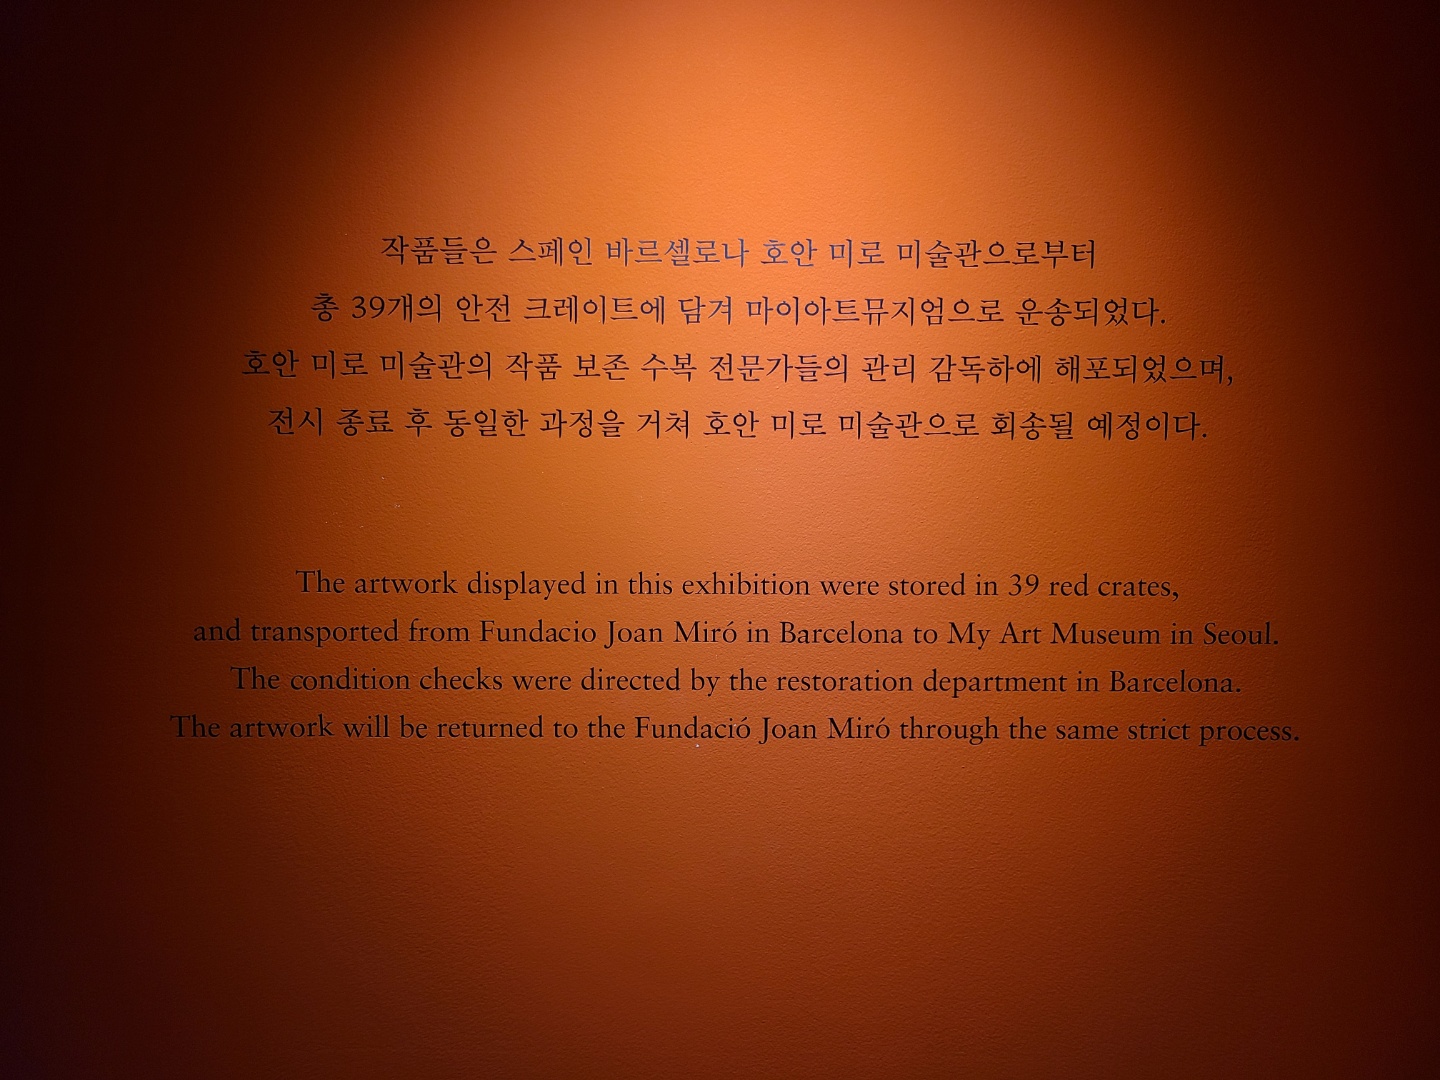 작품들은 스페인 바르셀로나 호안 미로 미술관으로부터
총 39개의 안전 크레이트에 담겨 마이아트뮤지엄으로 운송되었다.
호안 미로 미술관의 작품 보존 수복 전문가들의 관리 감독하에 해포되었으며,
전시 종료 후 동일한 과정을 거쳐 호안 미로 미술관으로 회송될 예정이다.
The artwork displayed in this exhibition were stored in 39 red crates,
and transported from Fundacio Joan Miró in Barcelona to My Art Museum in Seoul.
The condition checks were directed by the restoration department in Barcelona.
The artwork will be returned to the Fundació Joan Miró through the same strict process.